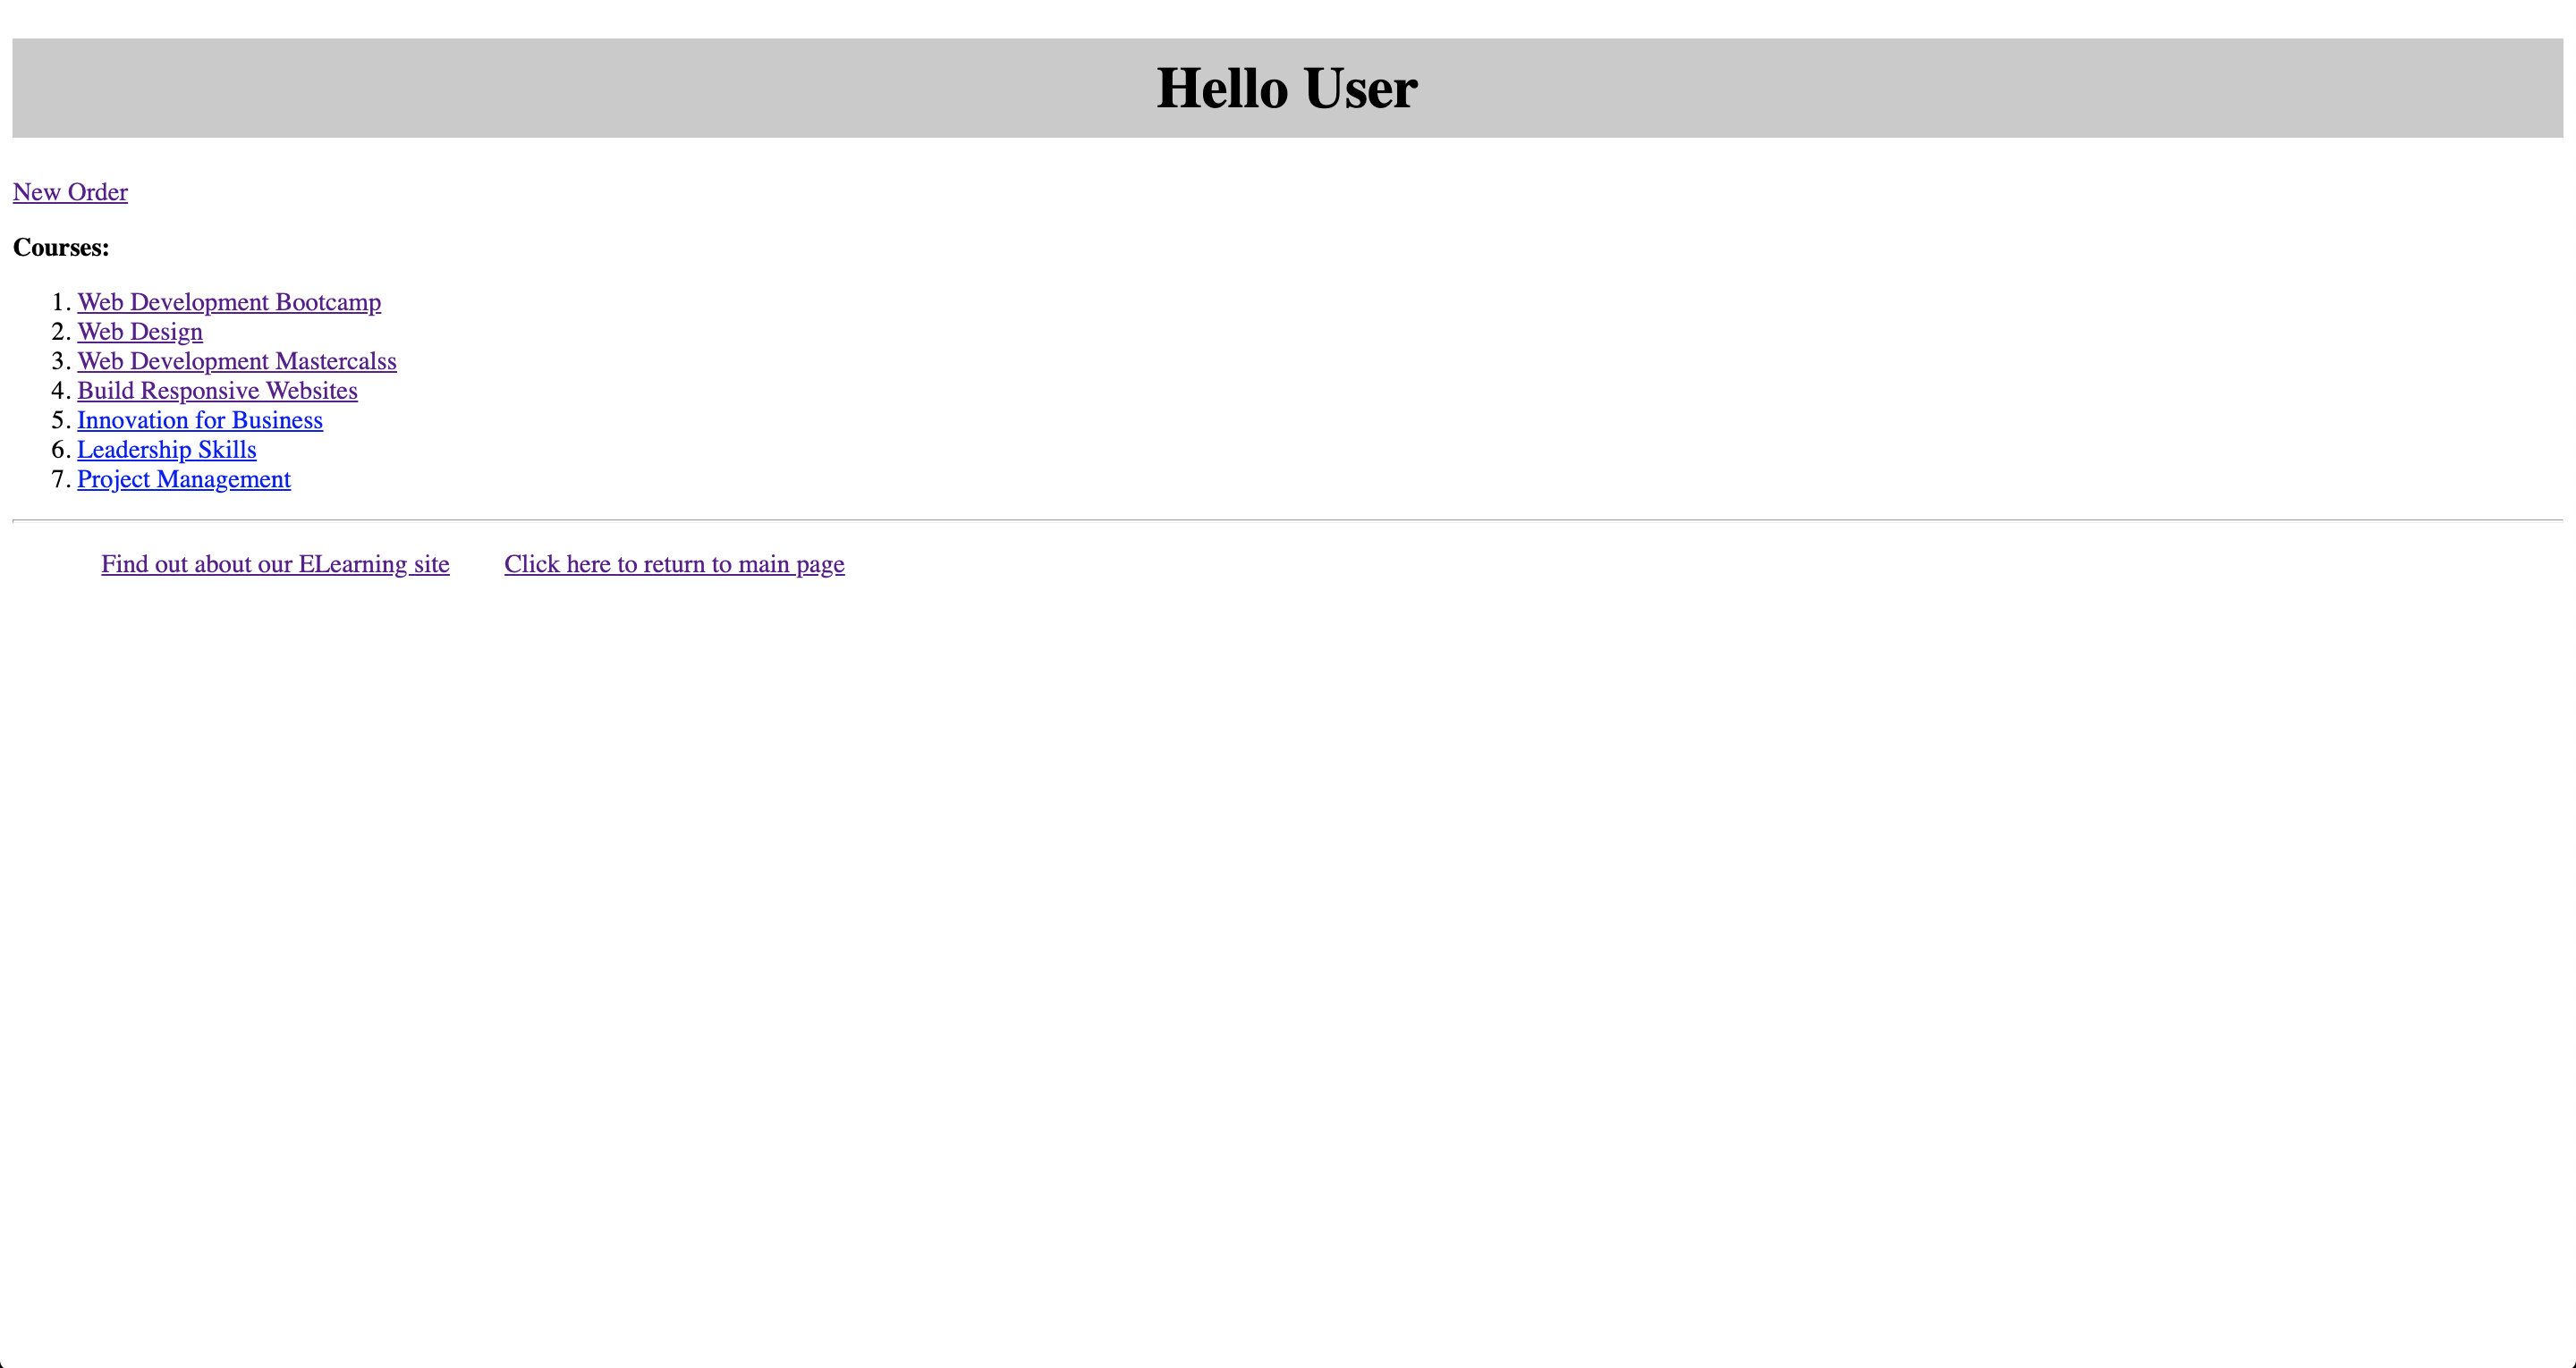 Hello User
New Order
Courses:
1. Web Development Bootcamp
2. Web Design
3. Web Development Mastercalss
4. Build Responsive Websites
5. Innovation for Business
6. Leadership Skills
7. Project Management
Find out about our ELearning site Click here to return to main page